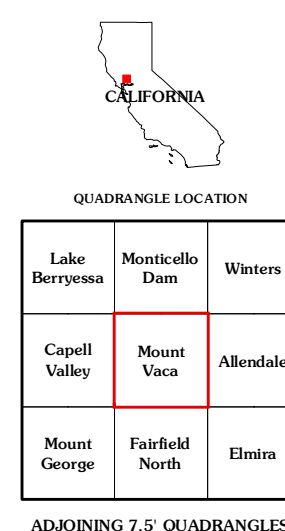 CALIFORNIA
QUADRANGLE LOCATION
Lake
Berryessa
Monticello
Dam
Winters
Capell
Valley
Mount
Vaca
Allendale
Mount
George
Fairfield
North
Elmira
ADJOINING 7.5' QUADRANGLES